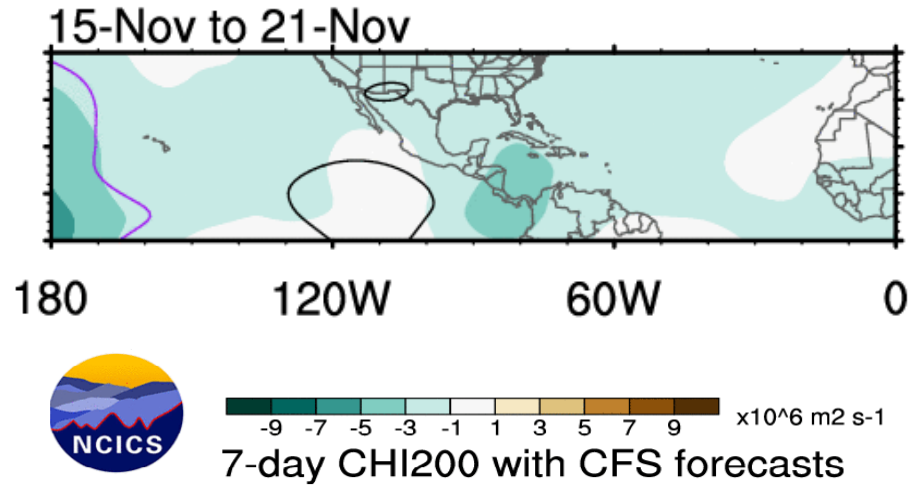 15-Nov to 21-Nov
180 120W 60W 0
-9 -7 -5 -3 -1 1 3 5 7 9 x10^6 m2 s-1
NCICS
7-day CHI200 with CFS forecasts